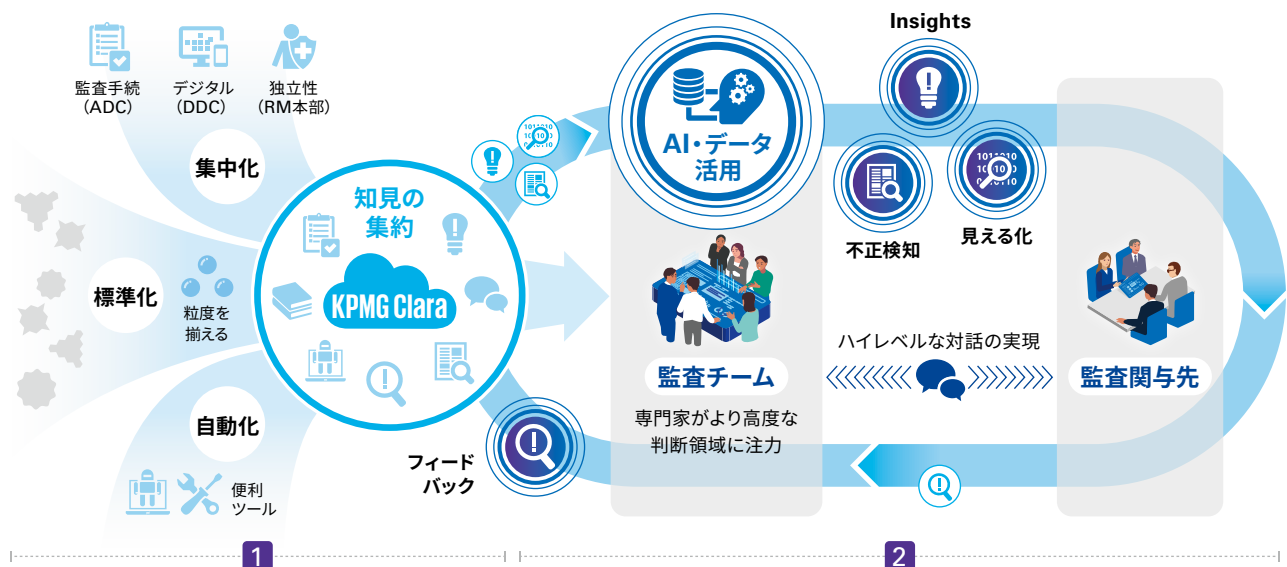 監査手続
（ADC）
デジタル
（DDC）
独立性
（RM本部）
集中化
標準化
粒度を
揃える
自動化
便利
ツール
知見の
集約
KPMG Clara
フィード
バック
1
AI・データ
活用
監査チーム
専門家がより高度な
判断領域に注力
Insights
不正検知
1011010
101010
0110110
見える化
ハイレベルな対話の実現
監査関与先
2